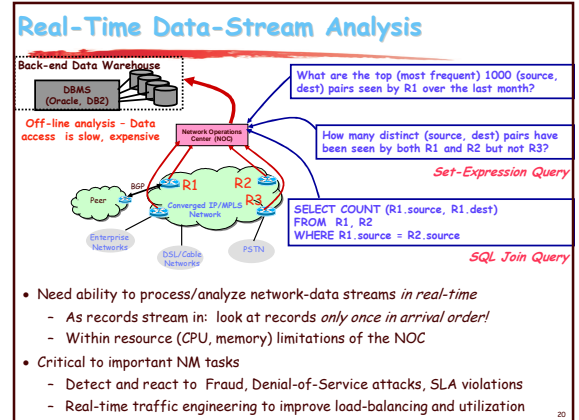 Real-Time Data-Stream Analysis
Back-end Data Warehouse
DBMS
(Oracle, DB2)
Off-line analysis – Data
access is slow, expensive
Network Operations
Center (NOC)
What are the top (most frequent) 1000 (source,
dest) pairs seen by R1 over the last month?
How many distinct (source, dest) pairs have
been seen by both R1 and R2 but not R3?
Set-Expression Query
SELECT COUNT (R1.source, R1.dest)
FROM R1, R2
WHERE R1.source = R2.source
SQL Join Query
BGP
Peer
R1
R2
R3
Converged IP/MPLS
Network
Enterprise
Networks
DSL/Cable
Networks
PSTN
• Need ability to process/analyze network-data streams in real-time
- As records stream in: look at records only once in arrival order!
- Within resource (CPU, memory) limitations of the NOC
• Critical to important NM tasks
- Detect and react to Fraud, Denial-of-Service attacks, SLA violations
- Real-time traffic engineering to improve load-balancing and utilization
20